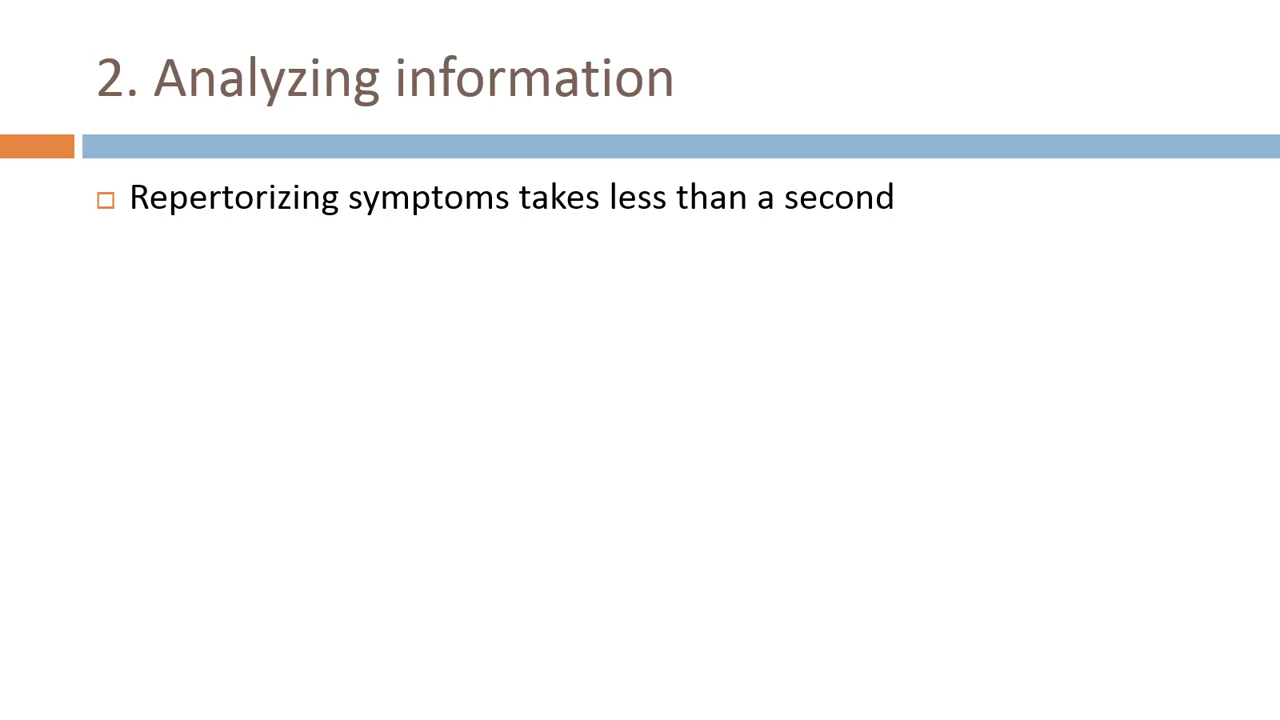 2. Analyzing information
Repertorizing symptoms takes less than a second